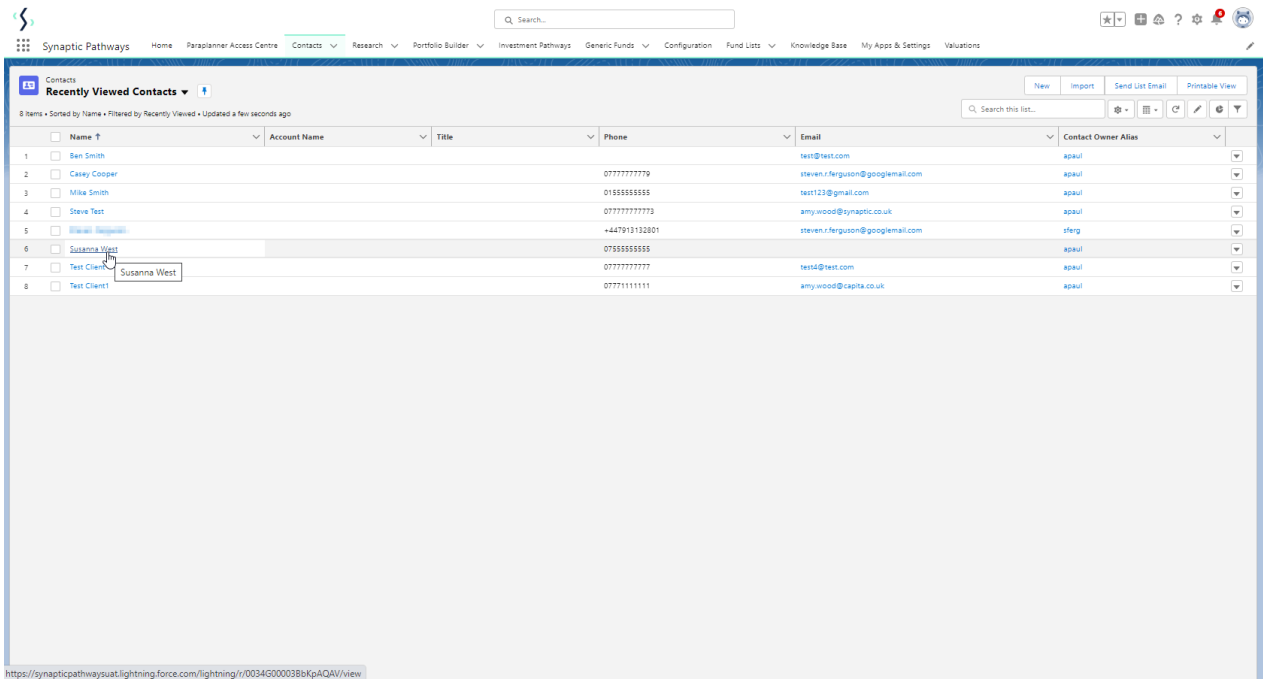 Search...
6
Synaptic Pathways Home Paraplanner Access Centre Contacts Research Portfolio Builder Investment Pathways Generic Funds Configuration Fund Lists Knowledge Base My Apps & Settings Valuations
Contacts
Recently Viewed Contacts
New Import Send List Email Printable View
8 items • Sorted by Name • Filtered by Recently Viewed • Updated a few seconds ago
Search this list...
Name ↑ Account Name Title Phone Email Contact Owner Alias
1 Ben Smith test@test.com apaul
2 Casey Cooper 07777777779 steven.r.ferguson@googlemail.com apaul
3 Mike Smith 01555555555 test123@gmail.com apaul
4 Steve Test 077777777773 amy.wood@synaptic.co.uk apaul
5 +447913132801 steven.r.ferguson@googlemail.com sferg
6 Susanna West 07555555555 apaul
7 Test Client 07777777777 test4@test.com apaul
Susanna West
8 Test Client1 07771111111 amy.wood@capita.co.uk apaul
https://synapticpathwaysuat.lightning.force.com/lightning/r/0034G00003BbKpAQAV/view